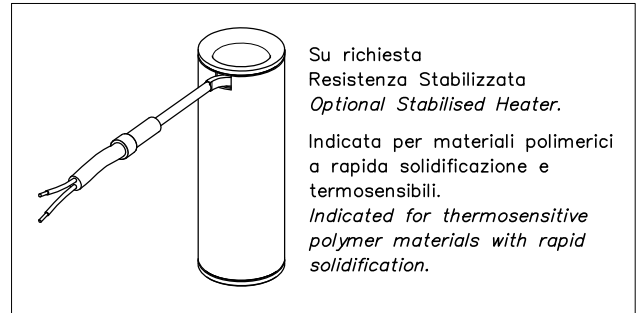 Su richiesta
Resistenza Stabilizzata
Optional Stabilised Heater.
Indicata per materiali polimerici
a rapida solidificazione e
termosensibili.
Indicated for thermosensitive
polymer materials with rapid
solidification.